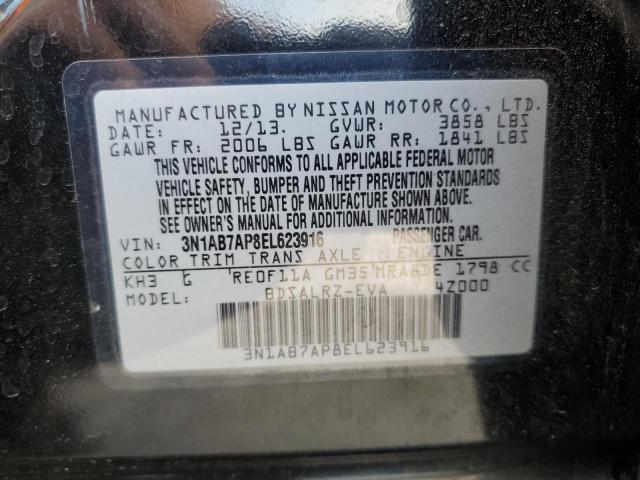 MANUFACTURED BY NISSAN MOTOR CO., LTD.
DATE: 12/13. GVWR: 3858 LBS
GAWR FR: 2006 LBS GAWR RR: 1841 LBS
THIS VEHICLE CONFORMS TO ALL APPLICABLE FEDERAL MOTOR
VEHICLE SAFETY, BUMPER AND THEFT PREVENTION STANDARDS
IN EFFECT ON THE DATE OF MANUFACTURE SHOWN ABOVE.
SEE OWNER'S MANUAL FOR ADDITIONAL INFORMATION.
VIN: 3N1AB7AP8EL623916 PASSENGER CAR.
COLOR TRIM TRANS AXLE ENGINE
KH3 G RE0F11A GM35 MRA8DE 1798 CC
MODEL: BDSALRZ-EVA 4Z000
3N1AB7AP8EL623916